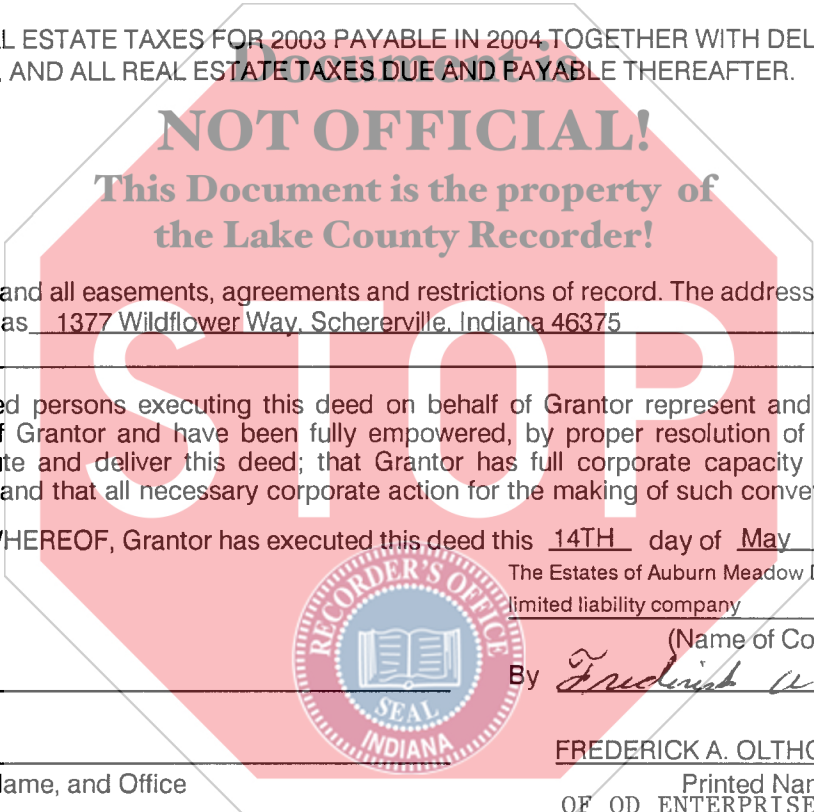 L ESTATE TAXES FOR 2003 PAYABLE IN 2004 TOGETHER WITH DEL
, AND ALL REAL ESTATE TAXES DUE AND PAYABLE THEREAFTER.
Document is
NOT OFFICIAL!
This Document is the property of
the Lake County Recorder!
and all easements, agreements and restrictions of record. The address
as 1377 Wildflower Way, Schererville, Indiana 46375
STOP
ed persons executing this deed on behalf of Grantor represent and
f Grantor and have been fully empowered, by proper resolution of
te and deliver this deed; that Grantor has full corporate capacity
and that all necessary corporate action for the making of such conve
WHEREOF, Grantor has executed this deed this 14TH day of May
The Estates of Auburn Meadow D
limited liability company
(Name of Co
RECORDER'S OFFICE
SEAL
INDIANA
By Frederick A
FREDERICK A. OLTHO
Name, and Office
Printed Nam
OF OD ENTERPRISE